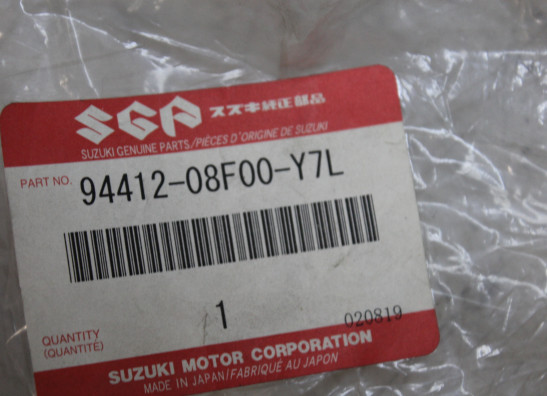 SGP スズキ純正部品
SUZUKI GENUINE PARTS/PIÈCES D'ORIGINE DE SUZUKI
PART NO. 94412-08F00-Y7L
1
020819
QUANTITY
(QUANTITÉ)
SUZUKI MOTOR CORPORATION
MADE IN JAPAN/FABRIQUÉ AU JAPON